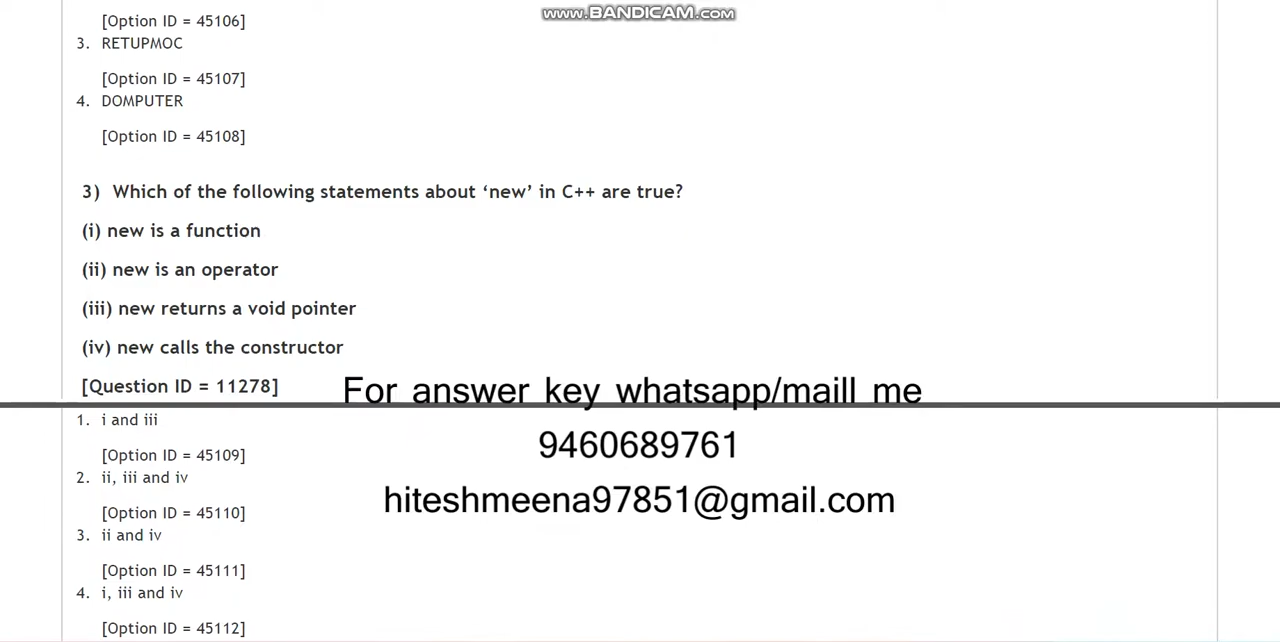 www.BANDICAM.com
[Option ID = 45106]
3. RETUPMOC
[Option ID = 45107]
4. DOMPUTER
[Option ID = 45108]
3) Which of the following statements about ‘new’ in C++ are true?
(i) new is a function
(ii) new is an operator
(iii) new returns a void pointer
(iv) new calls the constructor
[Question ID = 11278]
For answer key whatsapp/maill me
1. i and iii
9460689761
[Option ID = 45109]
2. ii, iii and iv
hiteshmeena97851@gmail.com
[Option ID = 45110]
3. ii and iv
[Option ID = 45111]
4. i, iii and iv
[Option ID = 45112]